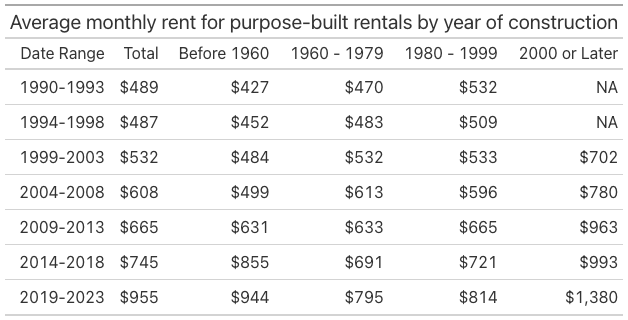 Average monthly rent for purpose-built rentals by year of construction
Date Range Total Before 1960 1960 - 1979 1980 - 1999 2000 or Later
1990-1993 $489 $427 $470 $532 NA
1994-1998 $487 $452 $483 $509 NA
1999-2003 $532 $484 $532 $533 $702
2004-2008 $608 $499 $613 $596 $780
2009-2013 $665 $631 $633 $665 $963
2014-2018 $745 $855 $691 $721 $993
2019-2023 $955 $944 $795 $814 $1,380